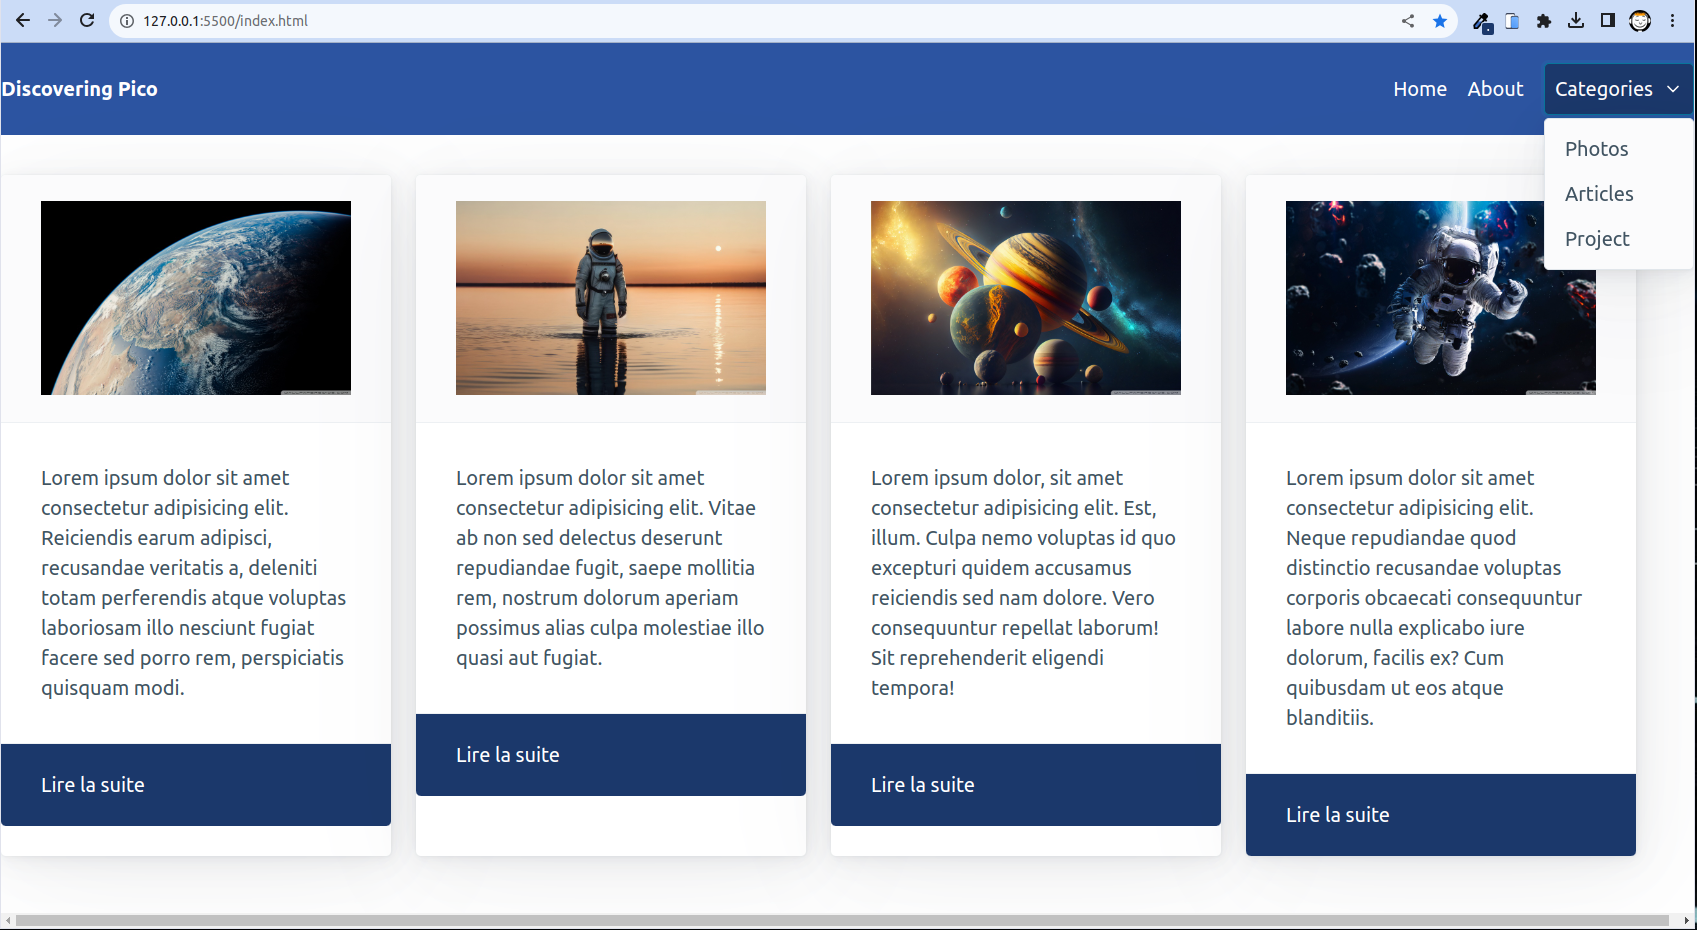 127.0.0.1:5500/index.html
Discovering Pico
Home About Categories
Photos
Articles
Project
Lorem ipsum dolor sit amet
consectetur adipisicing elit.
Reiciendis earum adipisci,
recusandae veritatis a, deleniti
totam perferendis atque voluptas
laboriosam illo nesciunt fugiat
facere sed porro rem, perspiciatis
quisquam modi.
Lire la suite
Lorem ipsum dolor sit amet
consectetur adipisicing elit. Vitae
ab non sed delectus deserunt
repudiandae fugit, saepe mollitia
rem, nostrum dolorum aperiam
possimus alias culpa molestiae illo
quasi aut fugiat.
Lire la suite
Lorem ipsum dolor, sit amet
consectetur adipisicing elit. Est,
illum. Culpa nemo voluptas id quo
excepturi quidem accusamus
reiciendis sed nam dolore. Vero
consequuntur repellat laborum!
Sit reprehenderit eligendi
tempora!
Lire la suite
Lorem ipsum dolor sit amet
consectetur adipisicing elit.
Neque repudiandae quod
distinctio recusandae voluptas
corporis obcaecati consequuntur
labore nulla explicabo iure
dolorum, facilis ex? Cum
quibusdam ut eos atque
blanditiis.
Lire la suite